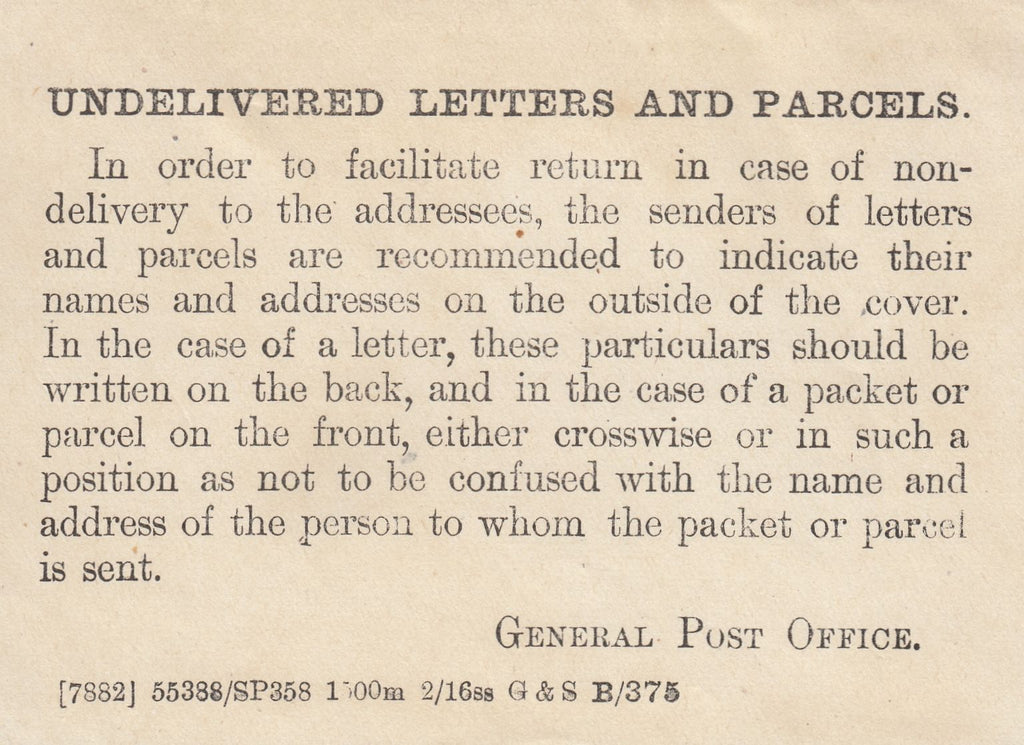 UNDELIVERED LETTERS AND PARCELS.
In order to facilitate return in case of non-
delivery to the addressees, the senders of letters
and parcels are recommended to indicate their
names and addresses on the outside of the cover.
In the case of a letter, these particulars should be
written on the back, and in the case of a packet or
parcel on the front, either crosswise or in such a
position as not to be confused with the name and
address of the person to whom the packet or parcel
is sent.
GENERAL POST OFFICE.
[7882] 55388/SP358 2/16ss G & S B/375